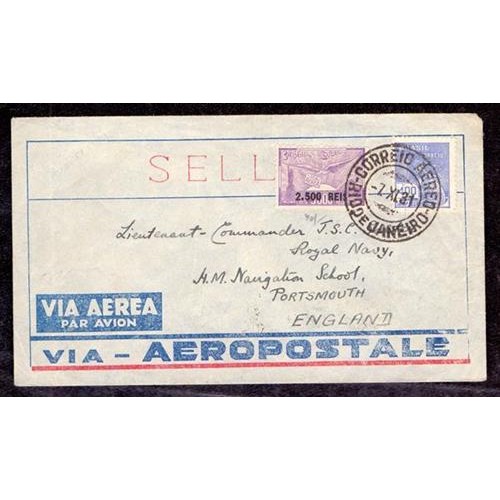 SELL
2.500 REIS
CORREIO AEREO
RIO DE JANEIRO
Lieutenant-Commander J.S.C.
Royal Navy,
H.M. Navigation School,
PORTSMOUTH
ENGLAND
VIA AÉREA
PAR AVION
VIA - AEROPOSTALE